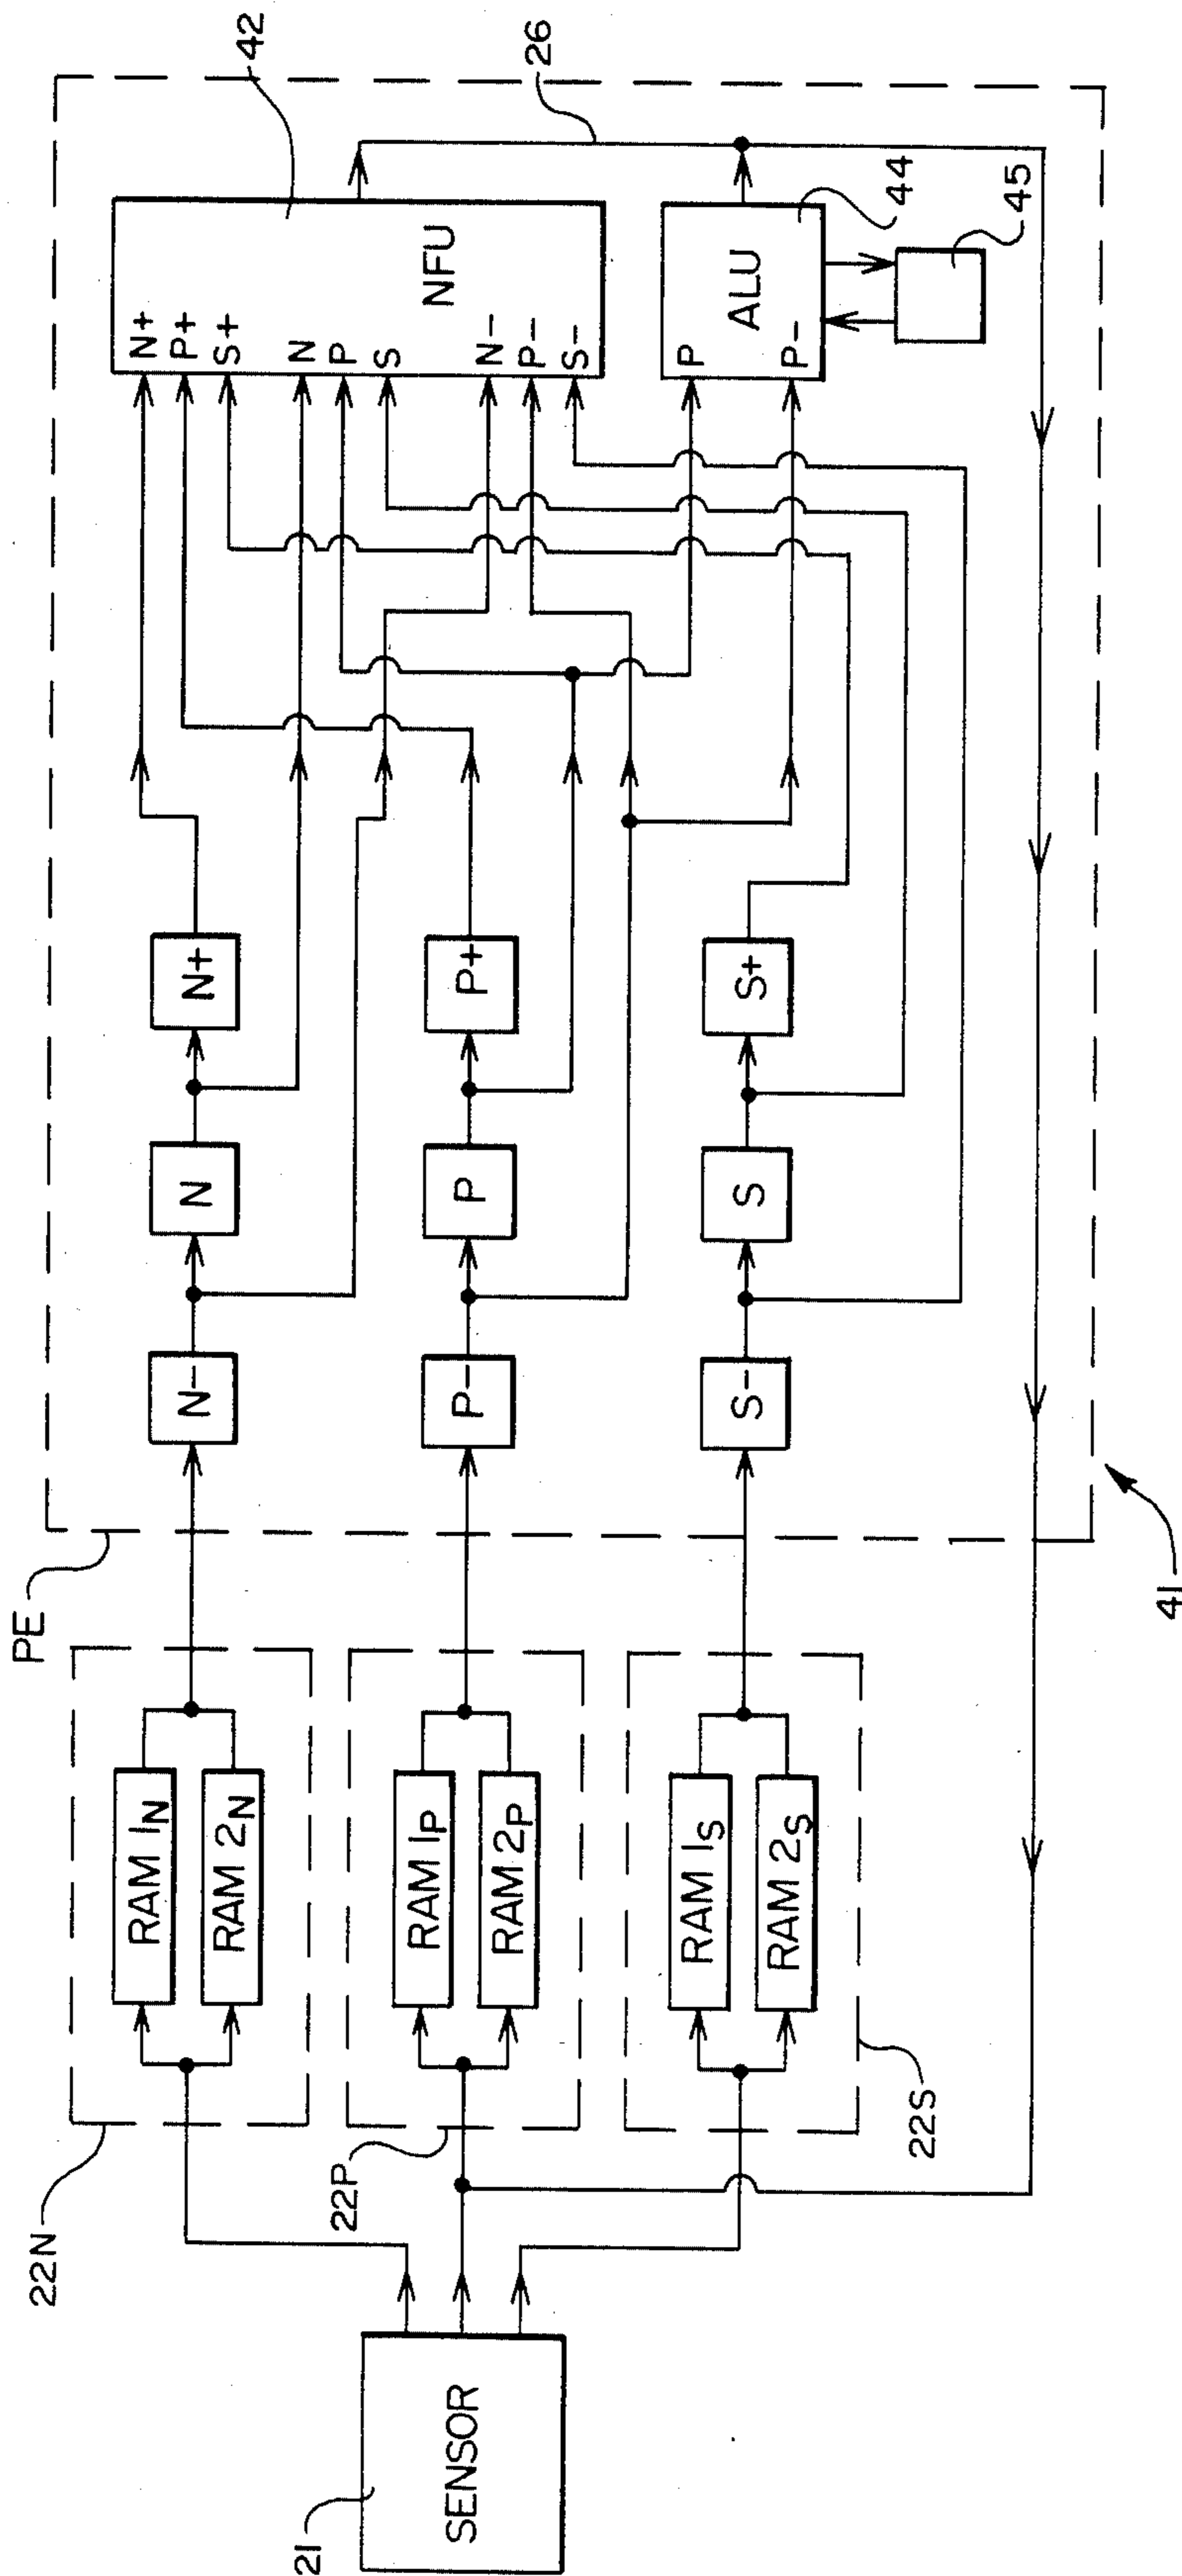 22N
22P
22S
21
SENSOR
RAM 1N
RAM 2N
RAM 1P
RAM 2P
RAM 1S
RAM 2S
PE
N-
N
N+
P-
P
P+
S-
S
S+
N+
P+
S+
N
P
S
N-
P-
S-
NFU
42
P
P-
ALU
44
45
26
41